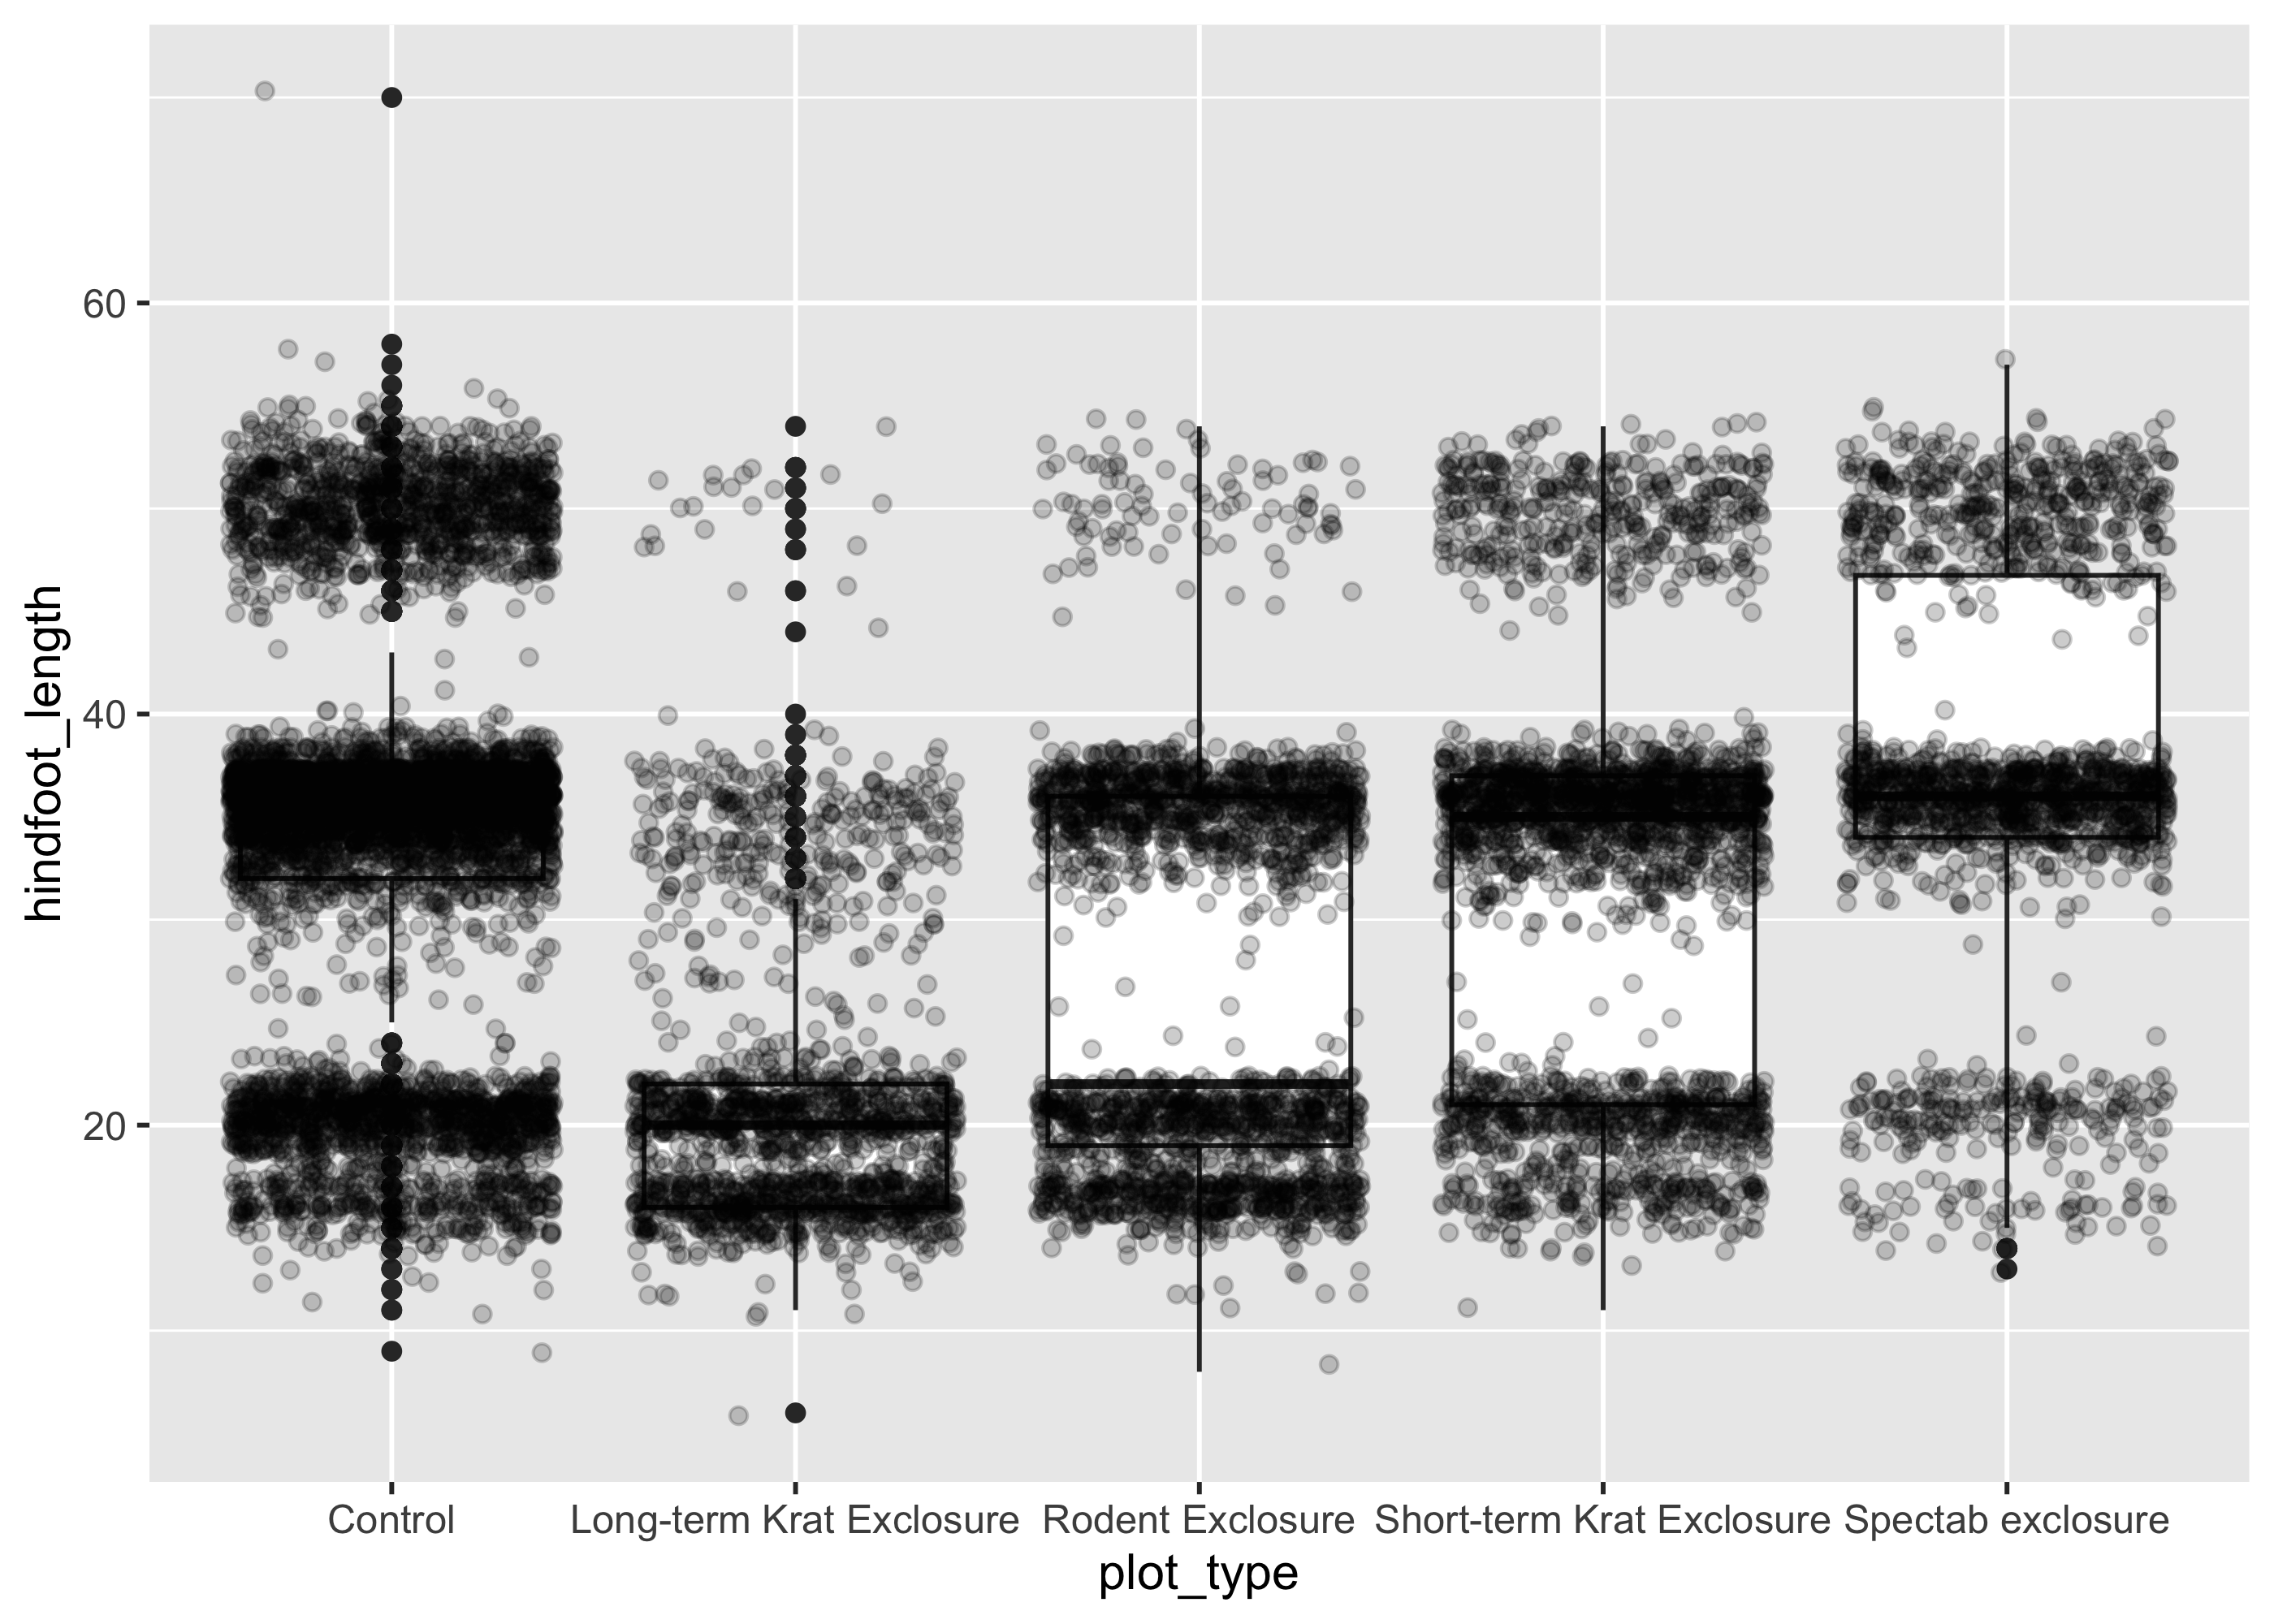 hindfoot_length
60
40
20
Control
Long-term Krat Exclosure
Rodent Exclosure
Short-term Krat Exclosure
Spectab exclosure
plot_type